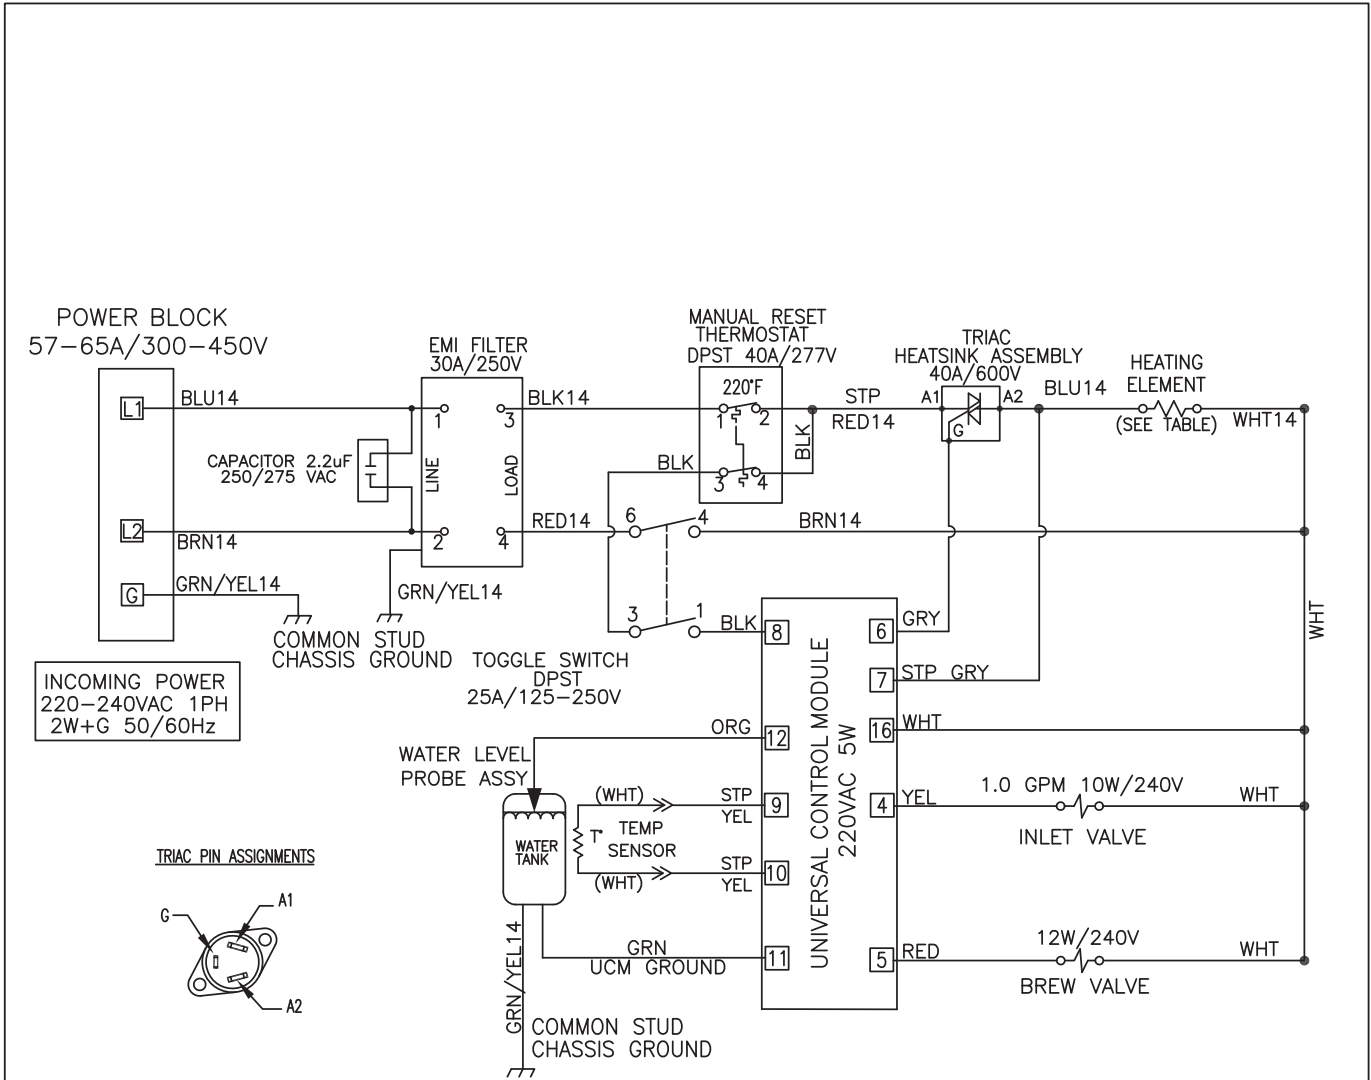 POWER BLOCK
57-65A/300-450V
L1
BLU14
CAPACITOR 2.2uF
250/275 VAC
L2
BRN14
G
GRN/YEL14
COMMON STUD
CHASSIS GROUND
INCOMING POWER
220-240VAC 1PH
2W+G 50/60Hz
EMI FILTER
30A/250V
1
3
LINE
LOAD
2
4
GRN/YEL14
BLK14
RED14
MANUAL RESET
THERMOSTAT
DPST 40A/277V
220°F
1
2
BLK
3
4
BLK
STP
RED14
TRIAC
HEATSINK ASSEMBLY
40A/600V
A1
A2
G
BLU14
HEATING
ELEMENT
(SEE TABLE)
WHT14
6
4
BRN14
3
1
BLK
TOGGLE SWITCH
DPST
25A/125-250V
WHT
UNIVERSAL CONTROL MODULE
220VAC 5W
8
12
9
10
11
6
7
16
4
5
GRY
STP GRY
WHT
YEL
1.0 GPM 10W/240V
WHT
INLET VALVE
RED
12W/240V
WHT
BREW VALVE
ORG
WATER LEVEL
PROBE ASSY
WATER
TANK
(WHT)
STP
YEL
T°
TEMP
SENSOR
(WHT)
STP
YEL
GRN
UCM GROUND
GRN/YEL14
COMMON STUD
CHASSIS GROUND
TRIAC PIN ASSIGNMENTS
G
A1
A2